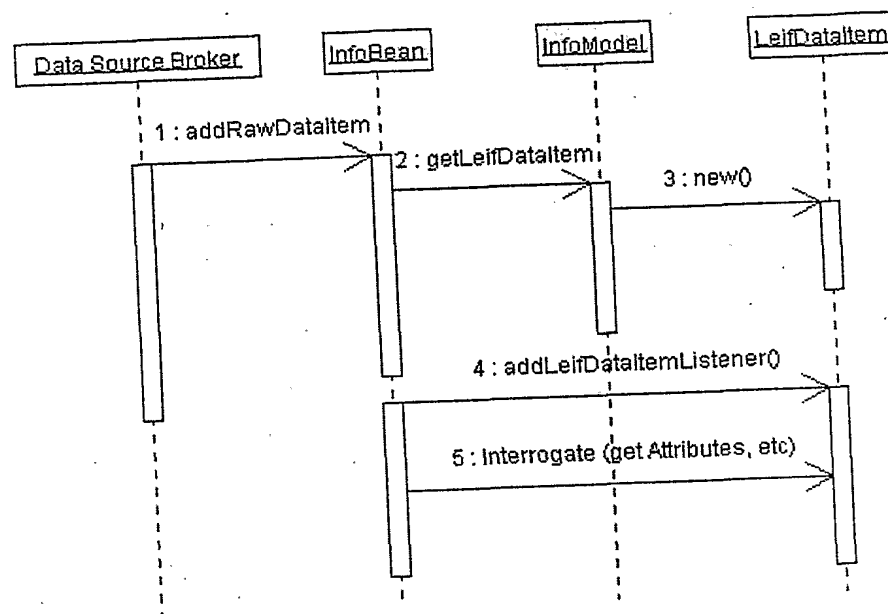 Data Source Broker
InfoBean
InfoModel
LeifDataItem
1 : addRawDataItem
2 : getLeifDataItem
3 : new()
4 : addLeifDataItemListener()
5 : Interrogate (get Attributes, etc)